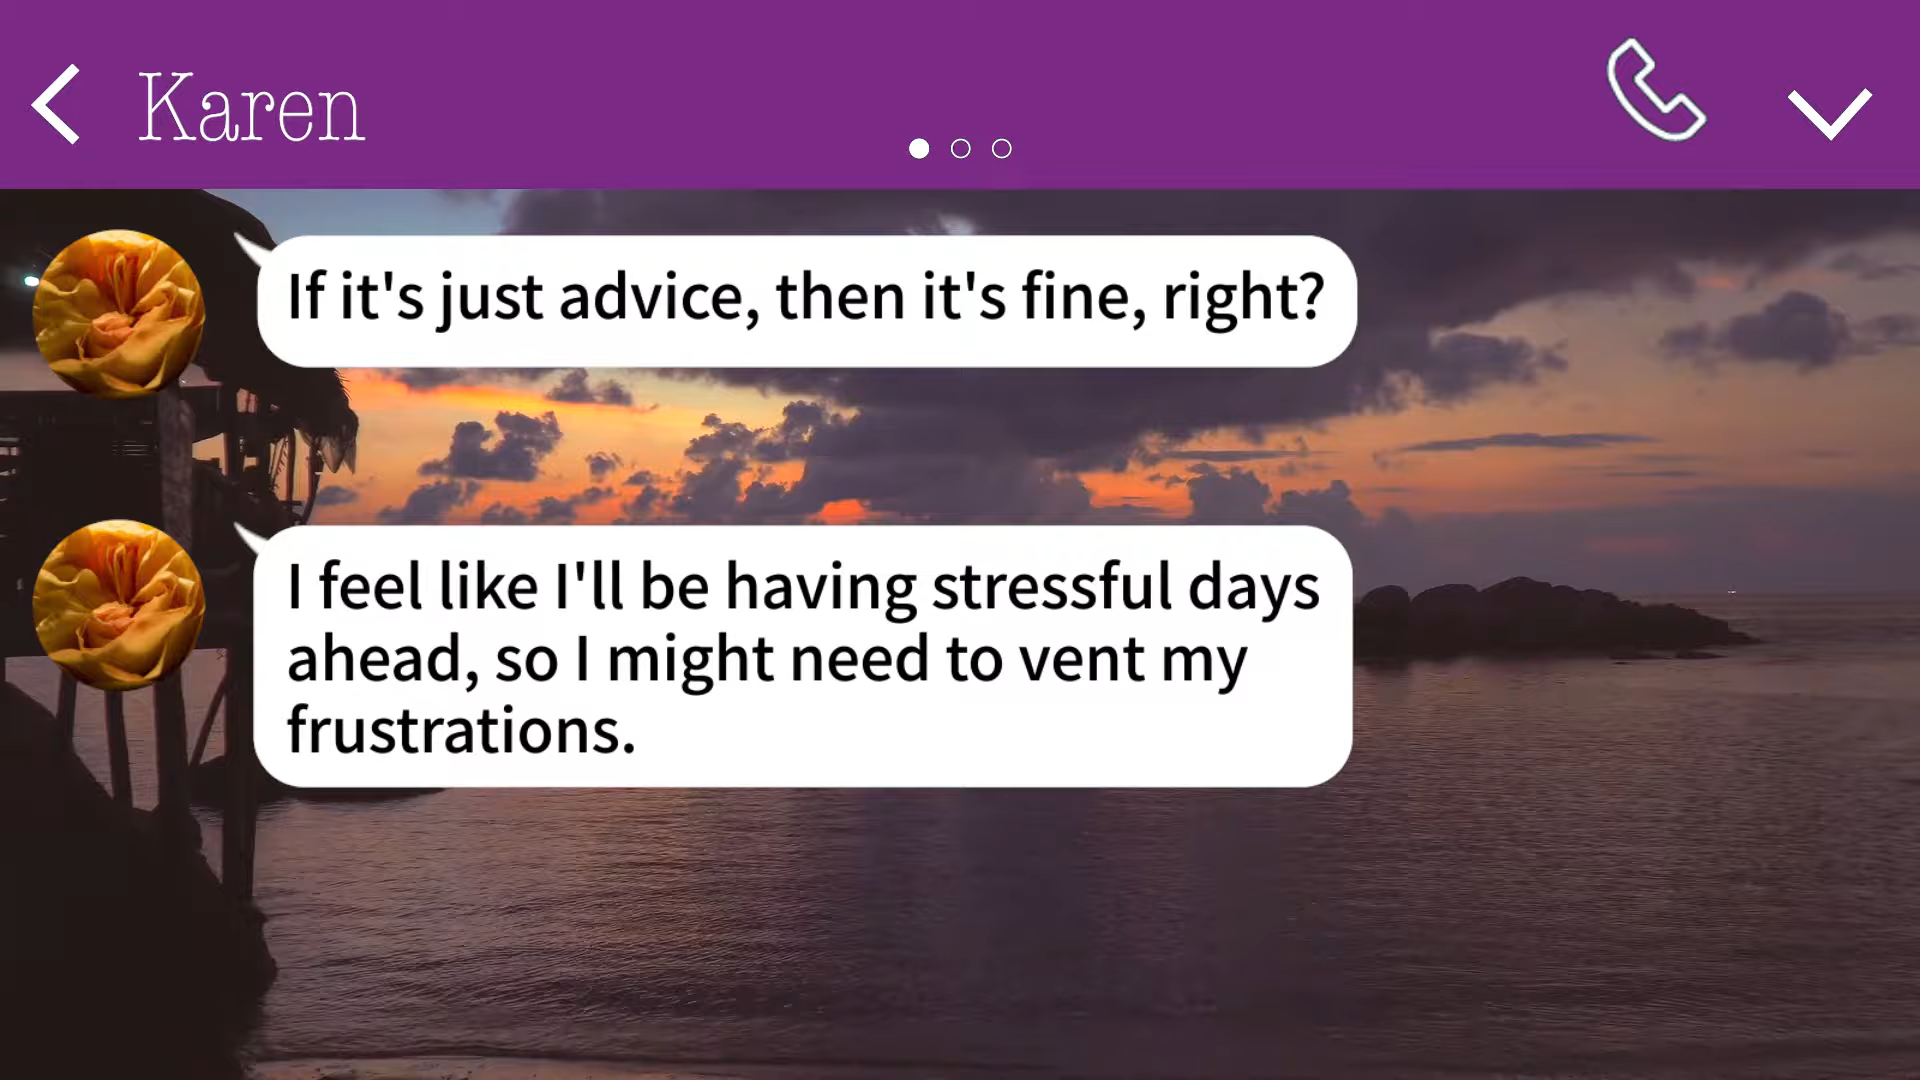 Karen
If it's just advice, then it's fine, right?
I feel like I'll be having stressful days
ahead, so I might need to vent my
frustrations.